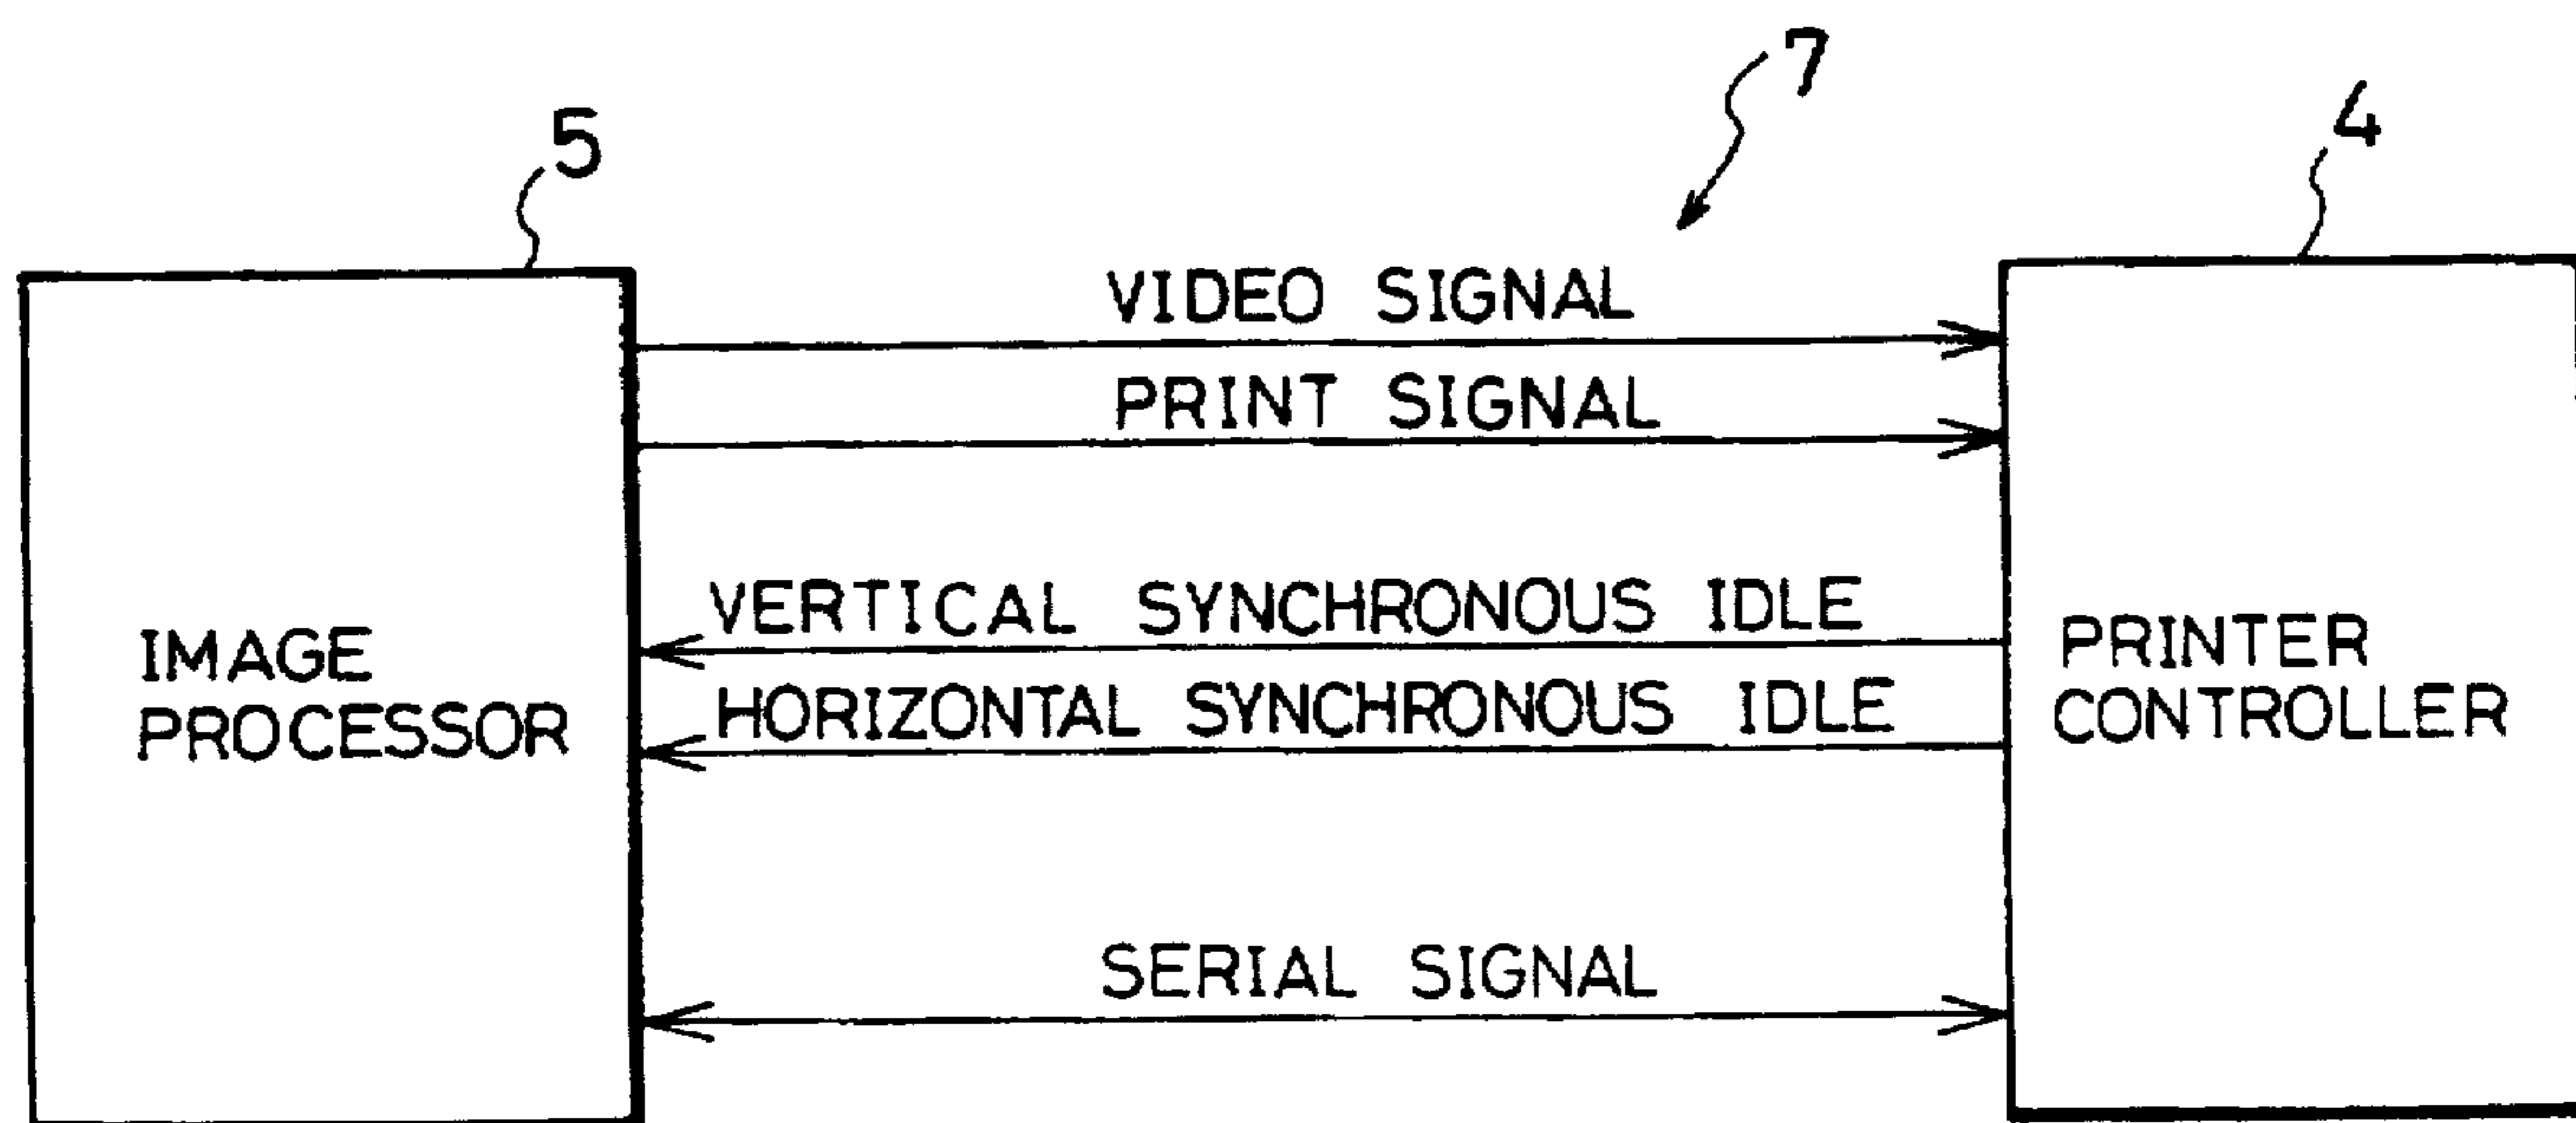 7
5
4
VIDEO SIGNAL
PRINT SIGNAL
VERTICAL SYNCHRONOUS IDLE
HORIZONTAL SYNCHRONOUS IDLE
SERIAL SIGNAL
IMAGE
PROCESSOR
PRINTER
CONTROLLER